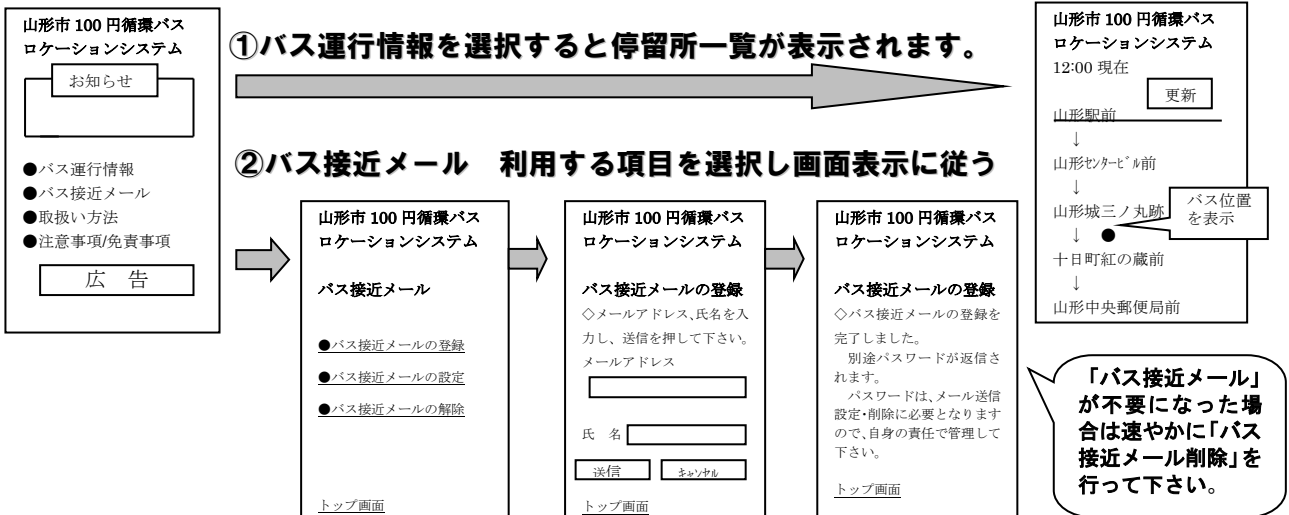 山形市 100 円循環バス
ロケーションシステム
お知らせ
●バス運行情報
●バス接近メール
●取扱い方法
●注意事項/免責事項
広　告
①バス運行情報を選択すると停留所一覧が表示されます。
山形市 100 円循環バス
ロケーションシステム
12:00 現在
更新
山形駅前
↓
山形ｾﾝﾀｰﾋﾞﾙ前
↓
山形城三ノ丸跡
↓　●
十日町紅の蔵前
↓
山形中央郵便局前
バス位置
を表示
②バス接近メール　利用する項目を選択し画面表示に従う
山形市 100 円循環バス
ロケーションシステム
バス接近メール
●バス接近メールの登録
●バス接近メールの設定
●バス接近メールの解除
トップ画面
山形市 100 円循環バス
ロケーションシステム
バス接近メールの登録
◇メールアドレス、氏名を入
力し、送信を押して下さい。
メールアドレス
氏　名
送信
ｷｬﾝｾﾙ
トップ画面
山形市 100 円循環バス
ロケーションシステム
バス接近メールの登録
◇バス接近メールの登録を
完了しました。
別途パスワードが返信さ
れます。
パスワードは、メール送信
設定・削除に必要となります
ので、自身の責任で管理して
下さい。
トップ画面
「バス接近メール」
が不要になった場
合は速やかに「バス
接近メール削除」を
行って下さい。